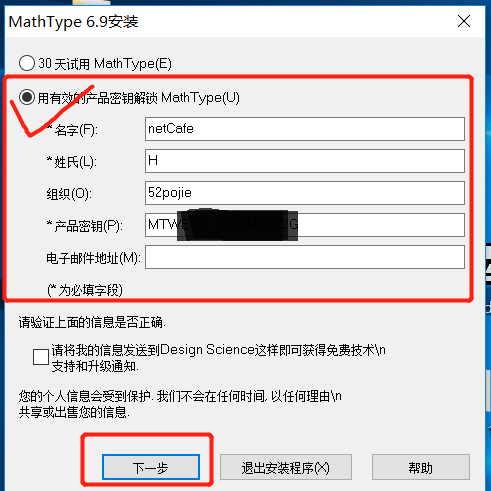 MathType 6.9安装
30 天试用 MathType(E)
用有效的产品密钥解锁 MathType(U)
* 名字(F): netCafe
* 姓氏(L): H
组织(O): 52pojie
* 产品密钥(P):
电子邮件地址(M):
(* 为必填字段)
请验证上面的信息是否正确.
请将我的信息发送到Design Science这样即可获得免费技术\n
支持和升级通知.
您的个人信息会受到保护. 我们不会在任何时间, 以任何理由\n
共享或出售您的信息.
下一步 退出安装程序(X) 帮助